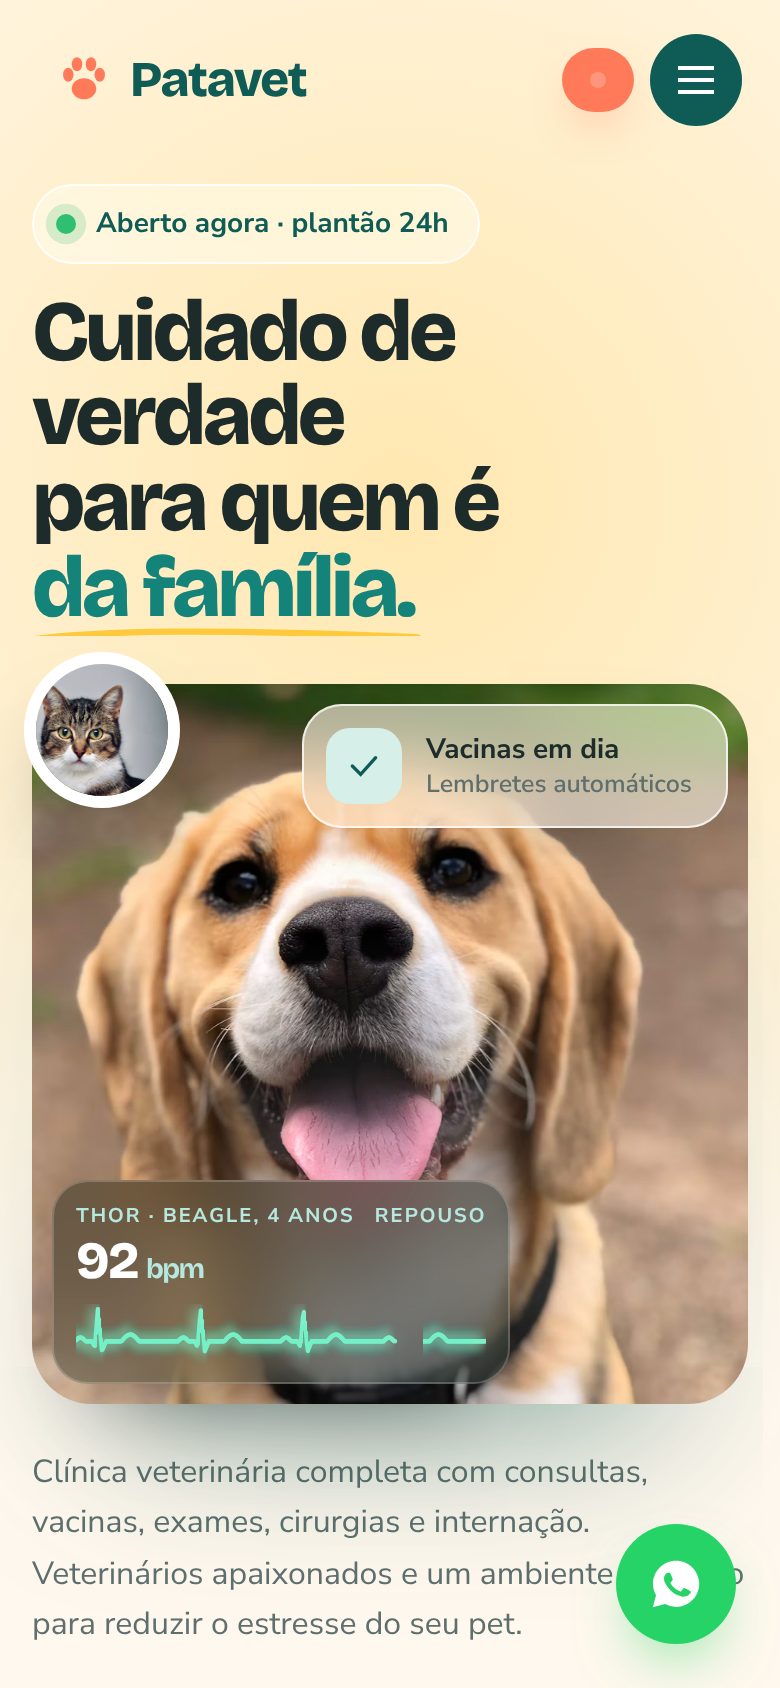 Patavet
Aberto agora · plantão 24h
Cuidado de
verdade
para quem é
da família.
Vacinas em dia
Lembretes automáticos
THOR · BEAGLE, 4 ANOS REPOUSO
92 bpm
Clínica veterinária completa com consultas,
vacinas, exames, cirurgias e internação.
Veterinários apaixonados e um ambiente
para reduzir o estresse do seu pet.